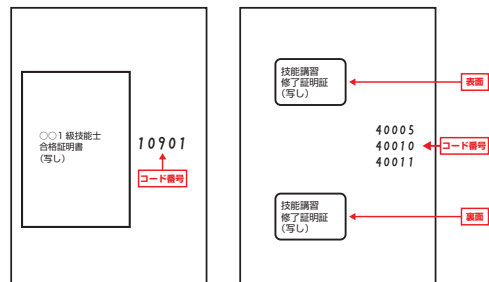 ○○1級技能士
合格証明書
(写し)
10901
コード番号
技能講習
修了証明証
(写し)
表面
40005
40010
40011
コード番号
技能講習
修了証明証
(写し)
裏面